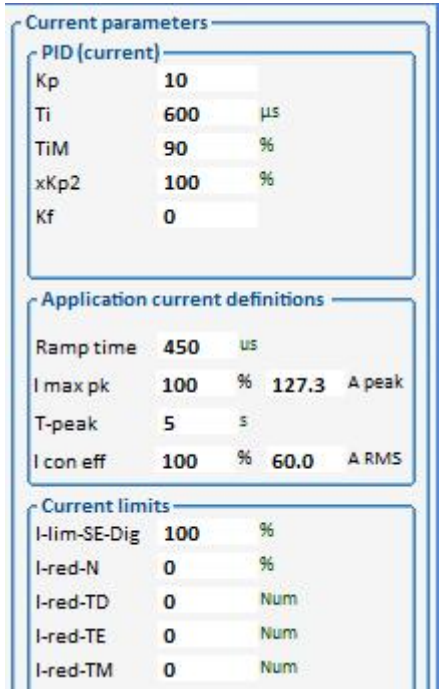 Current parameters
PID (current)
Kp 10
Ti 600 µs
TiM 90 %
xKp2 100 %
Kf 0
Application current definitions
Ramp time 450 us
I max pk 100 % 127.3 A peak
T-peak 5 s
I con eff 100 % 60.0 A RMS
Current limits
I-lim-SE-Dig 100 %
I-red-N 0 %
I-red-TD 0 Num
I-red-TE 0 Num
I-red-TM 0 Num